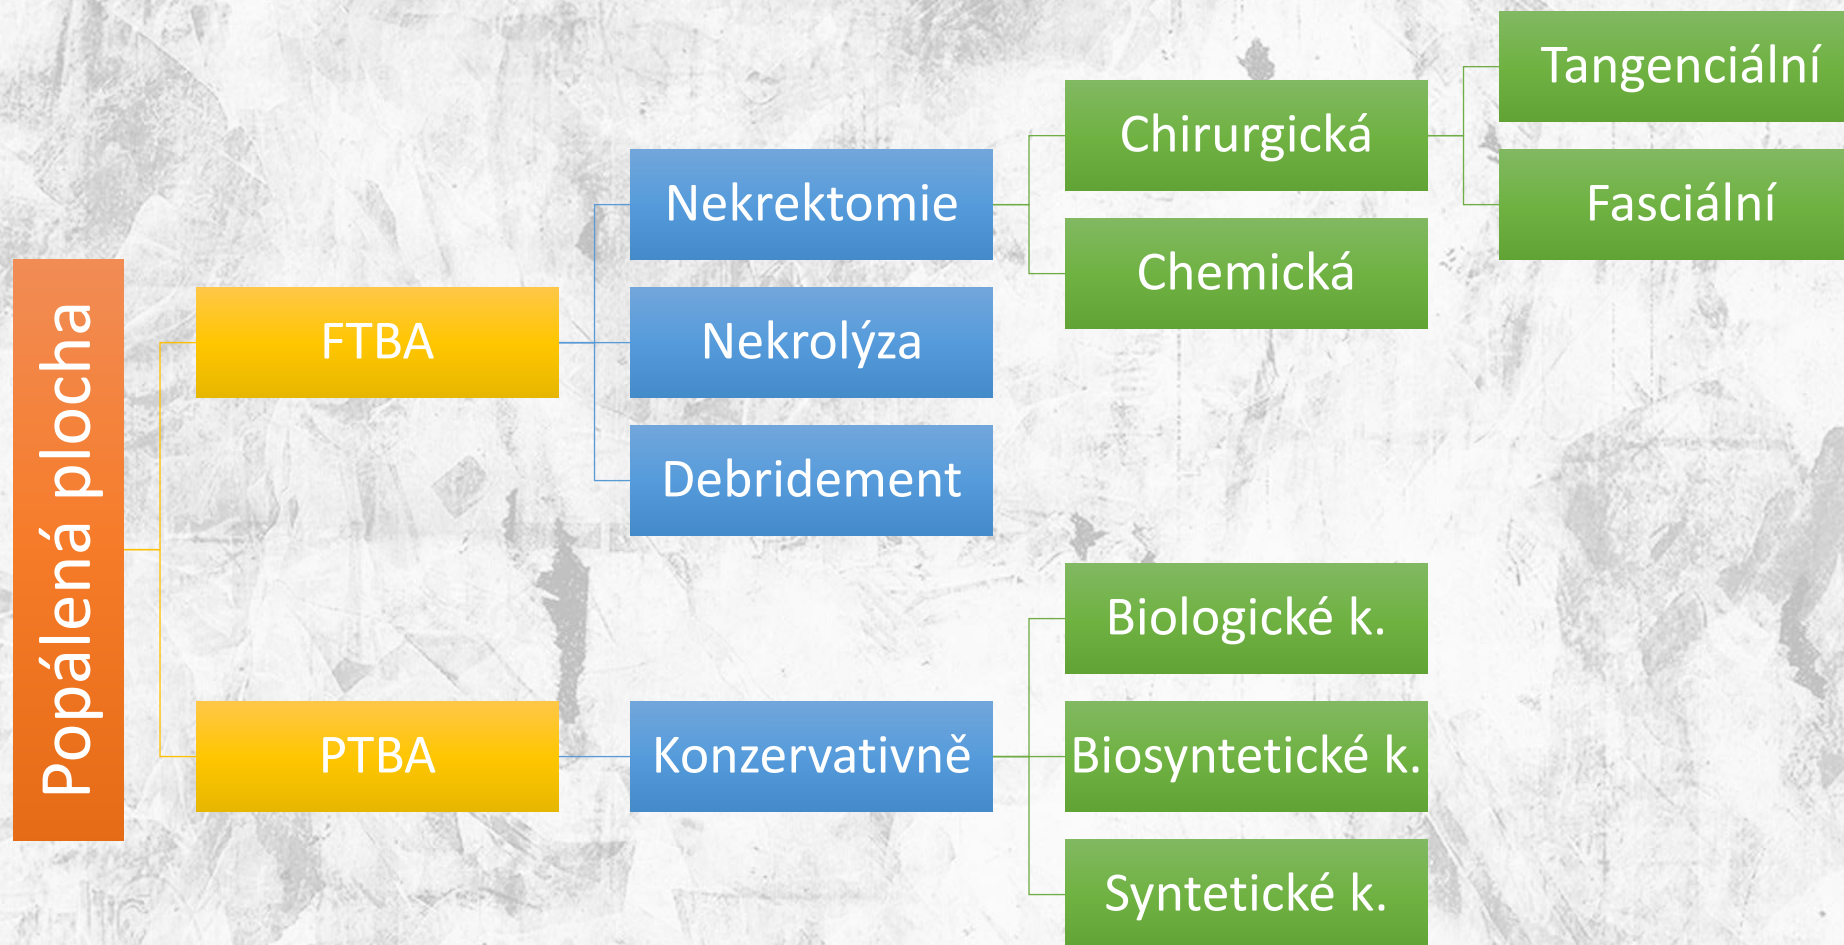 Popálená plocha
FTBA
Nekrektomie
Chirurgická
Tangenciální
Fasciální
Chemická
Nekrolýza
Debridement
PTBA
Konzervativně
Biologické k.
Biosyntetické k.
Syntetické k.